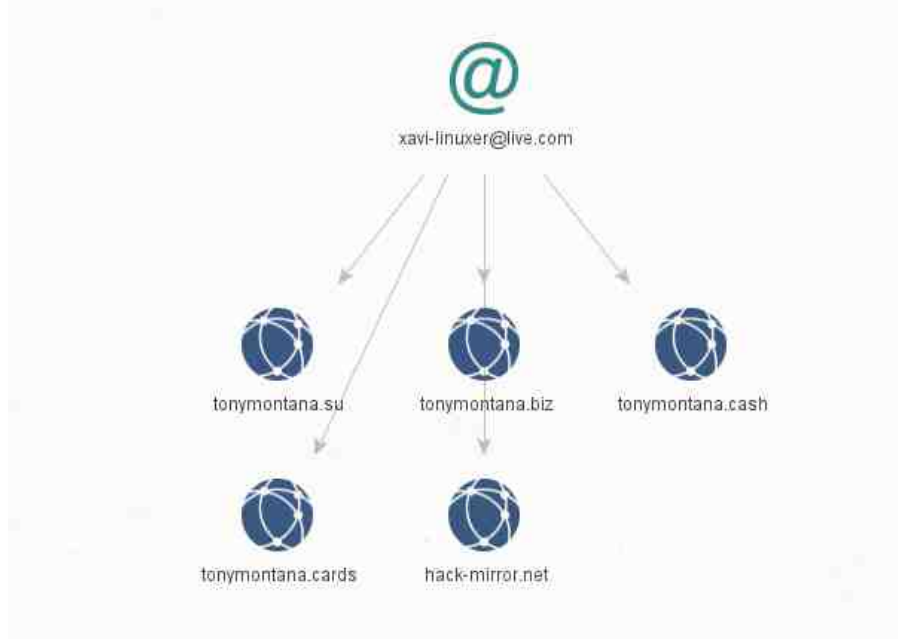 @
xavi-linuxer@live.com
tonymontana.su
tonymontana.biz
tonymontana.cash
tonymontana.cards
hack-mirror.net